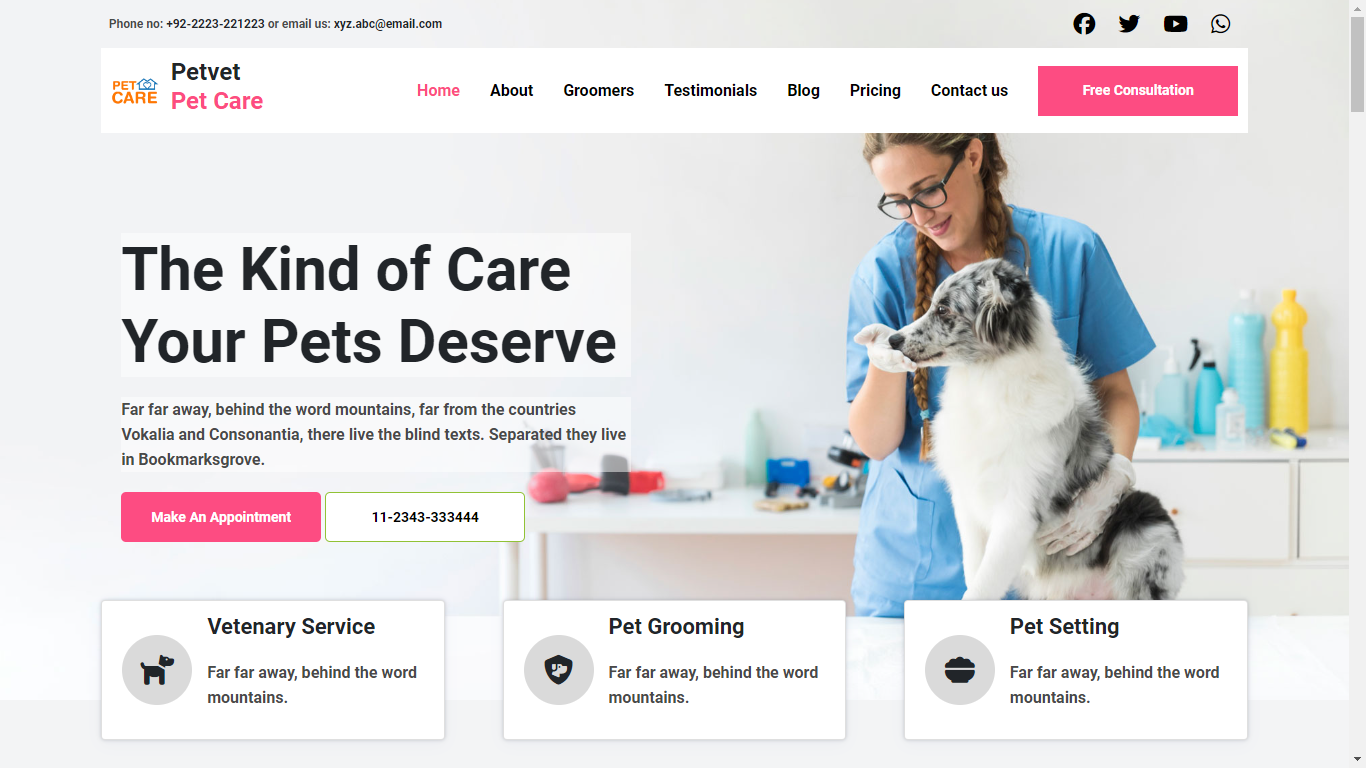 Phone no: +92-2223-221223 or email us: xyz.abc@email.com
PET
CARE
Petvet
Pet Care
Home About Groomers Testimonials Blog Pricing Contact us Free Consultation
The Kind of Care
Your Pets Deserve
Far far away, behind the word mountains, far from the countries
Vokalia and Consonantia, there live the blind texts. Separated they live
in Bookmarksgrove.
Make An Appointment 11-2343-333444
Vetenary Service
Far far away, behind the word
mountains.
Pet Grooming
Far far away, behind the word
mountains.
Pet Setting
Far far away, behind the word
mountains.